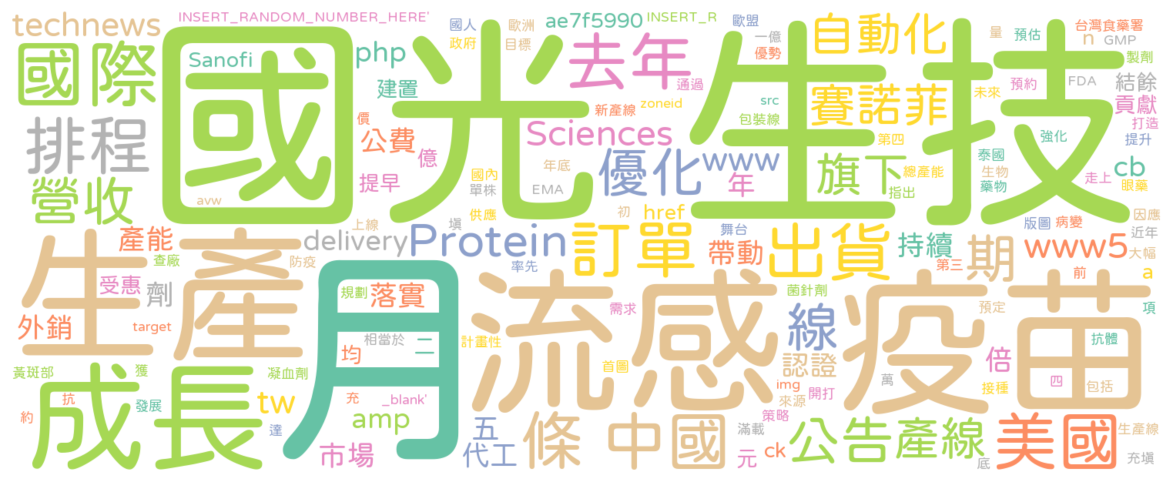 technews
INSERT_RANDOM_NUMBER_HERE'
國人
歐洲
ae7f5990
INSERT_R
歐盟
一億
自動化
量
預估
台灣食藥署
n
GMP
製劑
國際
Sanofi
php
政府
目標
去年
優勢
建置
通過
預約
FDA
結餘
未來
貢獻
國光生技
新產線
zoneid
src
包裝線
賽諾菲
打造
強化
提升
排程
價
公費
Sciences
第四
億
年底
優化
www
旗下
總產能
泰國
生物
cb
營收
提早
國內
單株
EMA
年
指出
藥物
走上
眼藥
avw
初
href
上線
供應
填
舞台
版圖
病變
因應
產能
delivery
Protein
訂單
帶動
出貨
持續
期
www5
近年
大幅
查廠
防疫
率先
第三
前
a
生產
月
流感疫苗
受惠
劑
規劃
落實
菌針劑
需求
預定
項
外銷
target
相當於
計畫性
線
抗體
均
二
首圖
認證
倍
黃斑部
獲
凝血劑
萬
接種
四
包括
成長
抗
約
發展
tw
充
_blank'
img
來源
開打
amp
策略
達
市場
五
代工
條
中國
滿載
元
ck
公告
產線
底
美國
生產線
充填